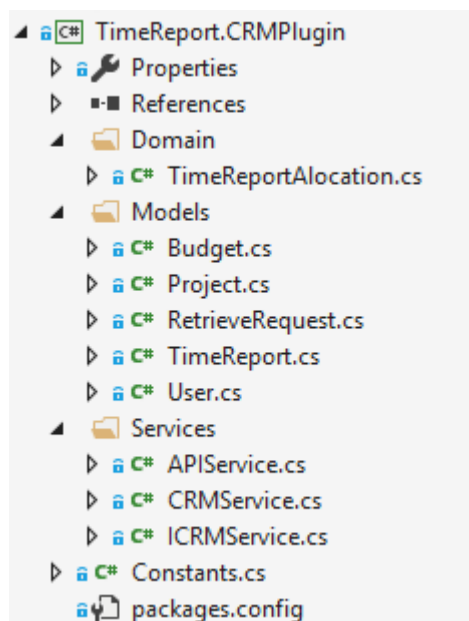 C# TimeReport.CRMPlugin
Properties
References
Domain
C# TimeReportAlocation.cs
Models
C# Budget.cs
C# Project.cs
C# RetrieveRequest.cs
C# TimeReport.cs
C# User.cs
Services
C# APIService.cs
C# CRMService.cs
C# ICRMService.cs
C# Constants.cs
packages.config